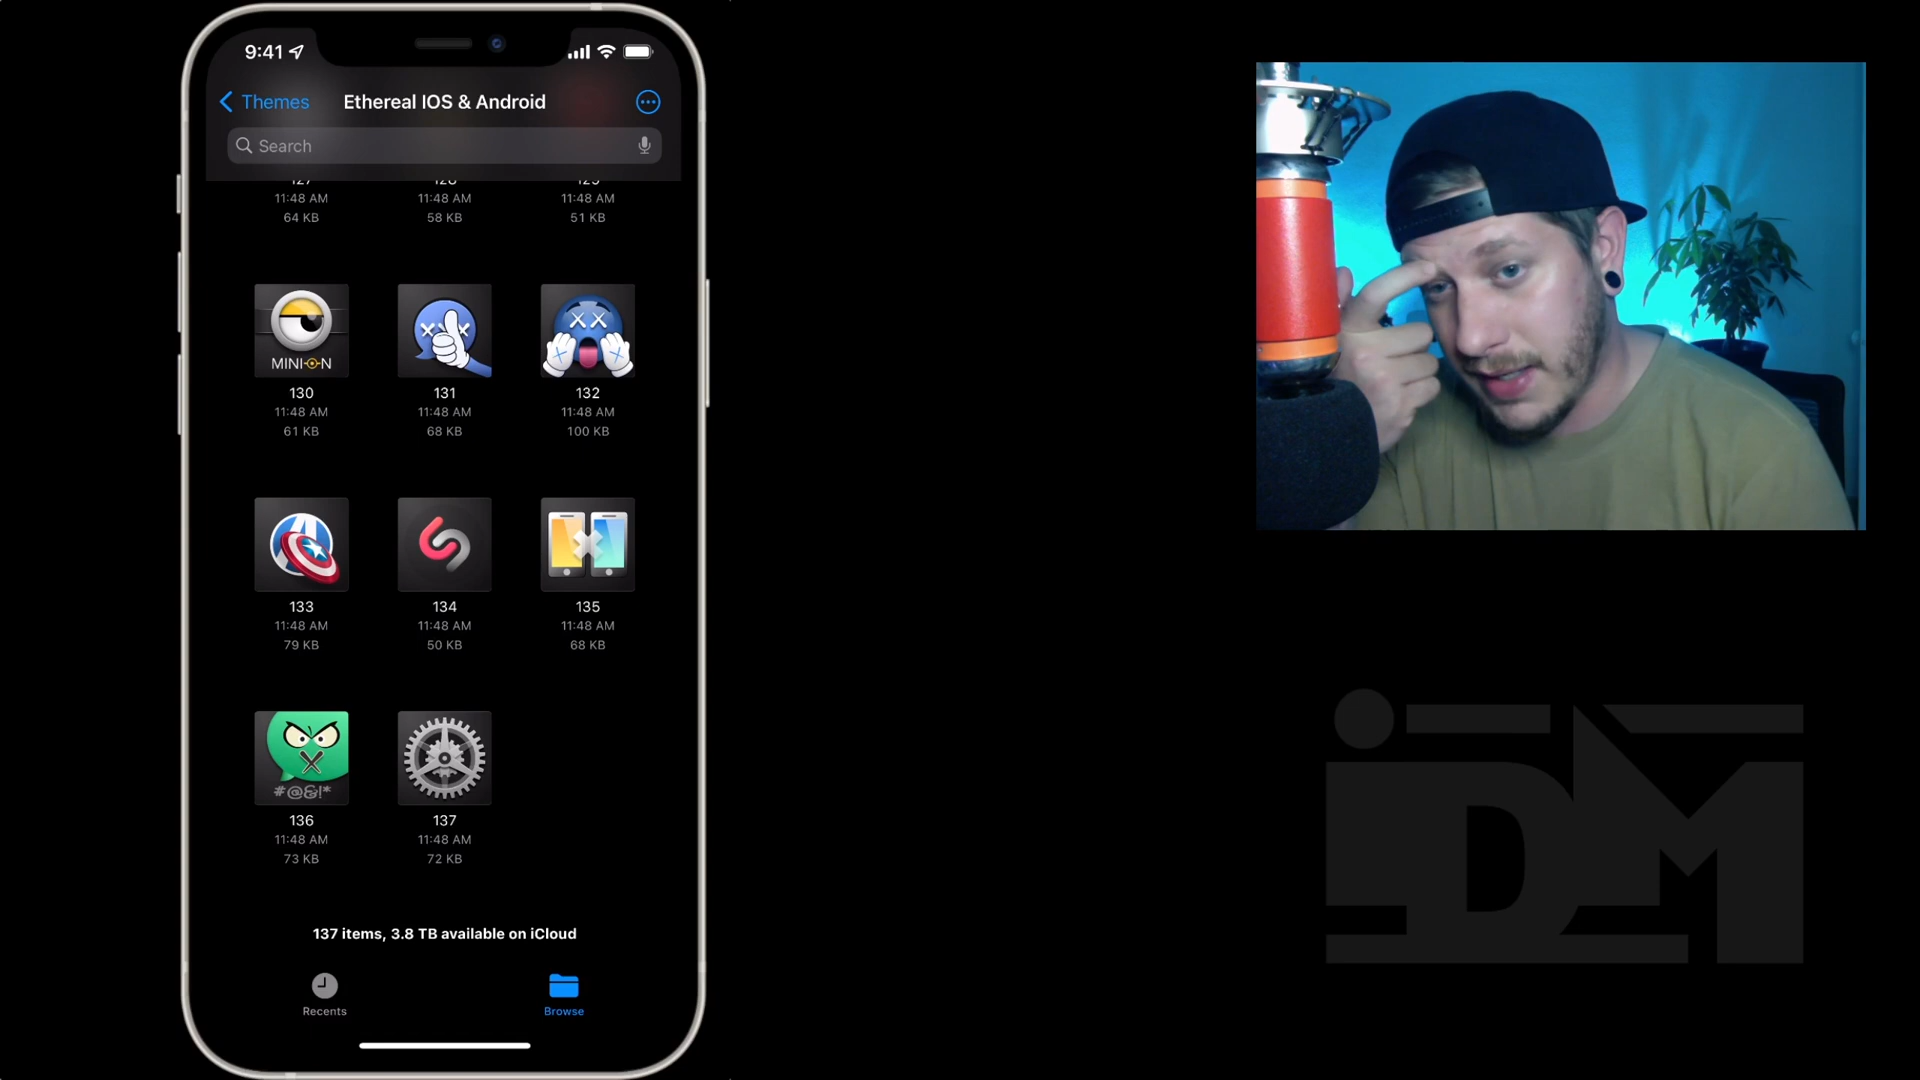 9:41
Themes
Ethereal IOS & Android
Search
127 128 129
11:48 AM 11:48 AM 11:48 AM
64 KB 58 KB 51 KB
MINI-O-N
130 131 132
11:48 AM 11:48 AM 11:48 AM
61 KB 68 KB 100 KB
133 134 135
11:48 AM 11:48 AM 11:48 AM
79 KB 50 KB 68 KB
#@&!*
136 137
11:48 AM 11:48 AM
73 KB 72 KB
137 items, 3.8 TB available on iCloud
Recents
Browse
iDM